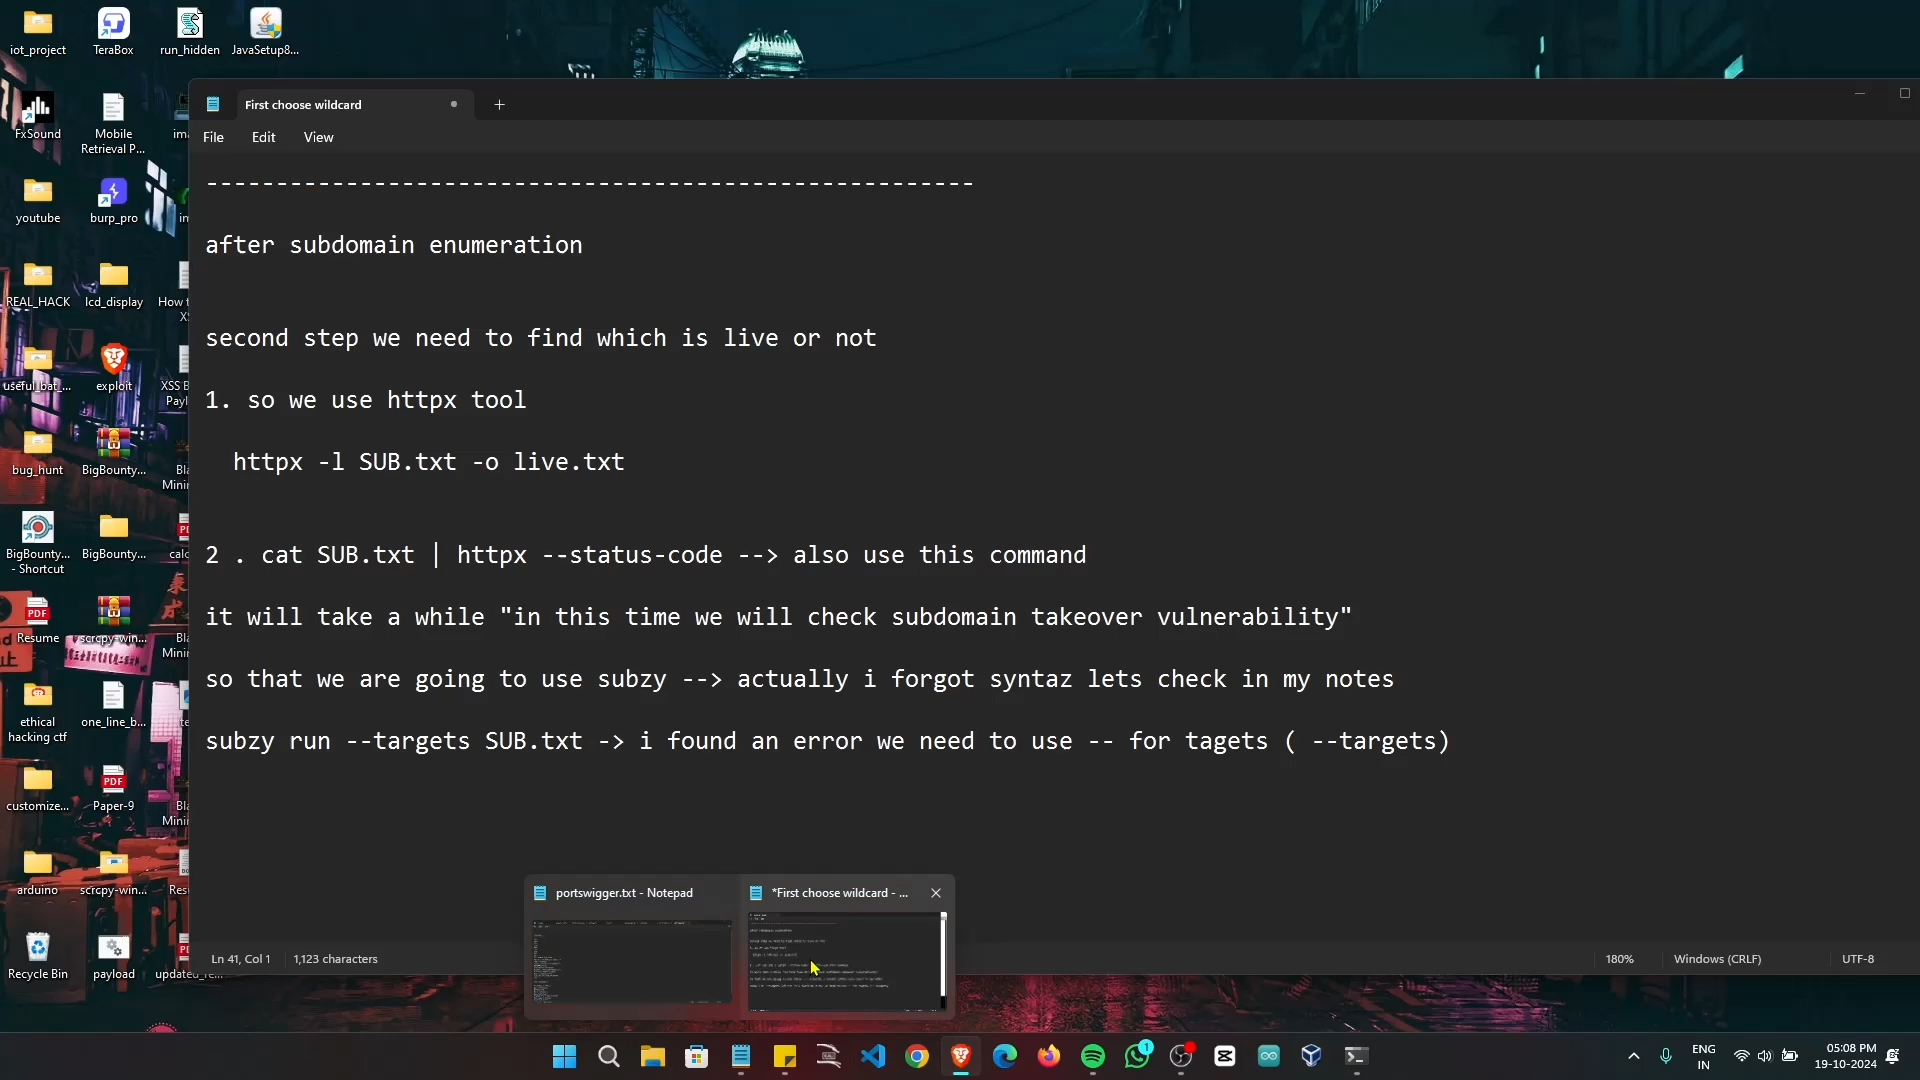 iot_project
TeraBox
run_hidden
JavaSetup8...
First choose wildcard
File
Edit
View
FxSound
Mobile
Retrieval P...
youtube
burp_pro
REAL_HACK
lcd_display
useful_bat_...
exploit
bug_hunt
BigBounty...
BigBounty...
- Shortcut
BigBounty...
Resume
scrcpy-win...
ethical
hacking ctf
one_line_b...
customize...
Paper-9
arduino
scrcpy-win...
Recycle Bin
payload
-------------------------------------------------------
after subdomain enumeration
second step we need to find which is live or not
1. so we use httpx tool
httpx -l SUB.txt -o live.txt
2 . cat SUB.txt | httpx --status-code --> also use this command
it will take a while "in this time we will check subdomain takeover vulnerability"
so that we are going to use subzy --> actually i forgot syntaz lets check in my notes
subzy run --targets SUB.txt -> i found an error we need to use -- for tagets ( --targets)
portswigger.txt - Notepad
*First choose wildcard - ...
Ln 41, Col 1
1,123 characters
180%
Windows (CRLF)
UTF-8
ENG
IN
05:08 PM
19-10-2024